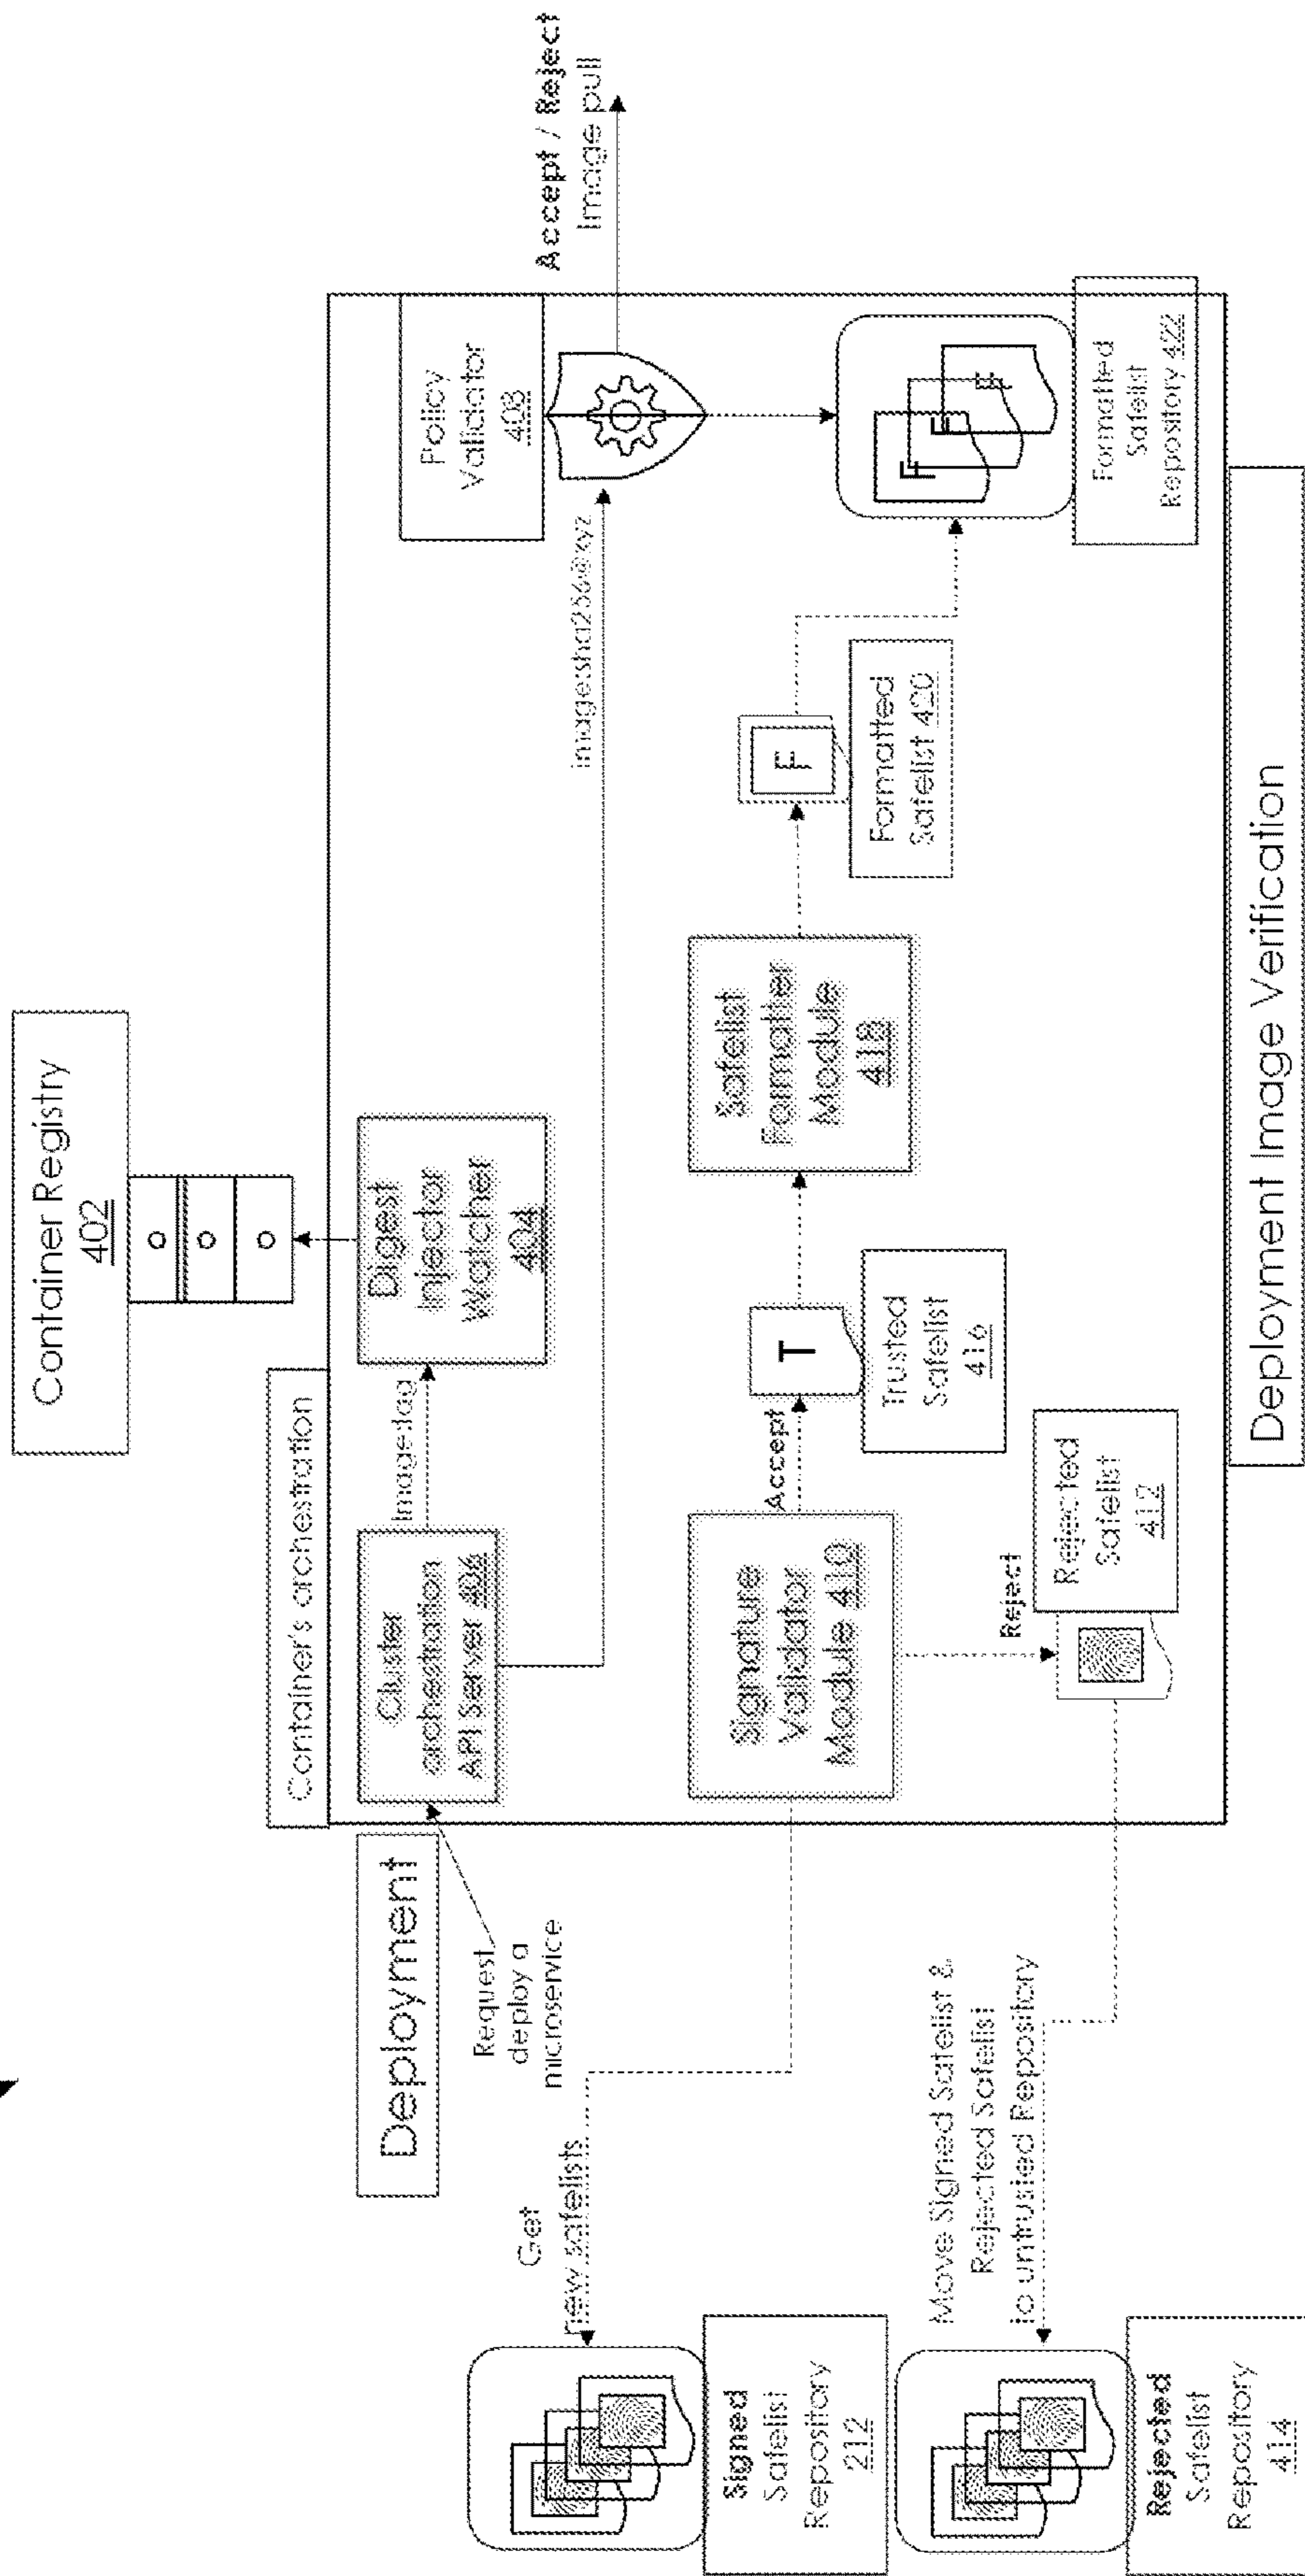 Container Registry
402
Container's orchestration
Deployment
Request
deploy a
microservice
Cluster
orchestration
API Server 406
Image:tag
Digest
Injector
Watcher
404
image:sha256@xyz
Policy
Validator
408
Accept / Reject
Image pull
Get
new safelists
Signed
Safelist
Repository
212
Signature
Validator
Module 410
Accept
T
Trusted
Safelist
416
Safelist
Formatter
Module
418
F
Formatted
Safelist 420
F
F
F
Formatted
Safelist
Repository 422
Reject
Rejected
Safelist
412
Move Signed Safelist &
Rejected Safelist
to untrusted Repository
Rejected
Safelist
Repository
414
Deployment Image Verification